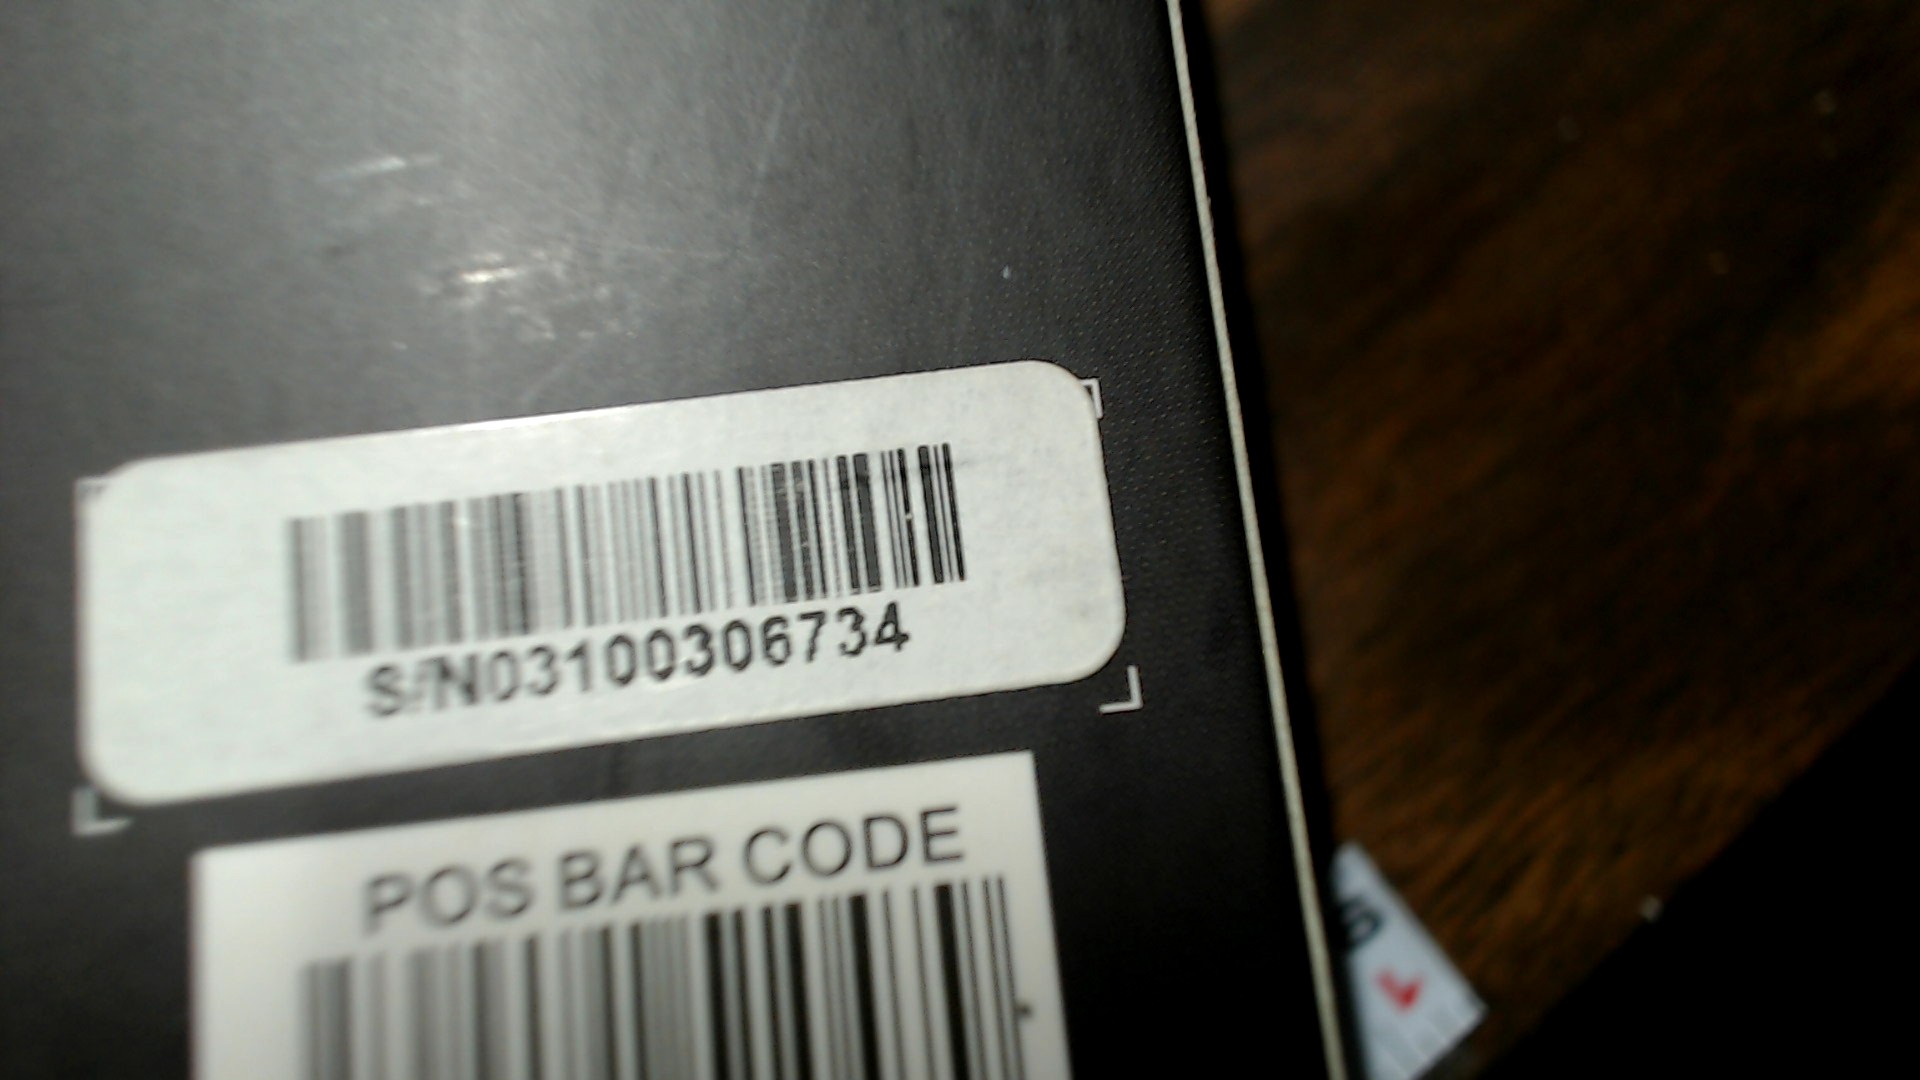 S/N03100306734
POS BAR CODE